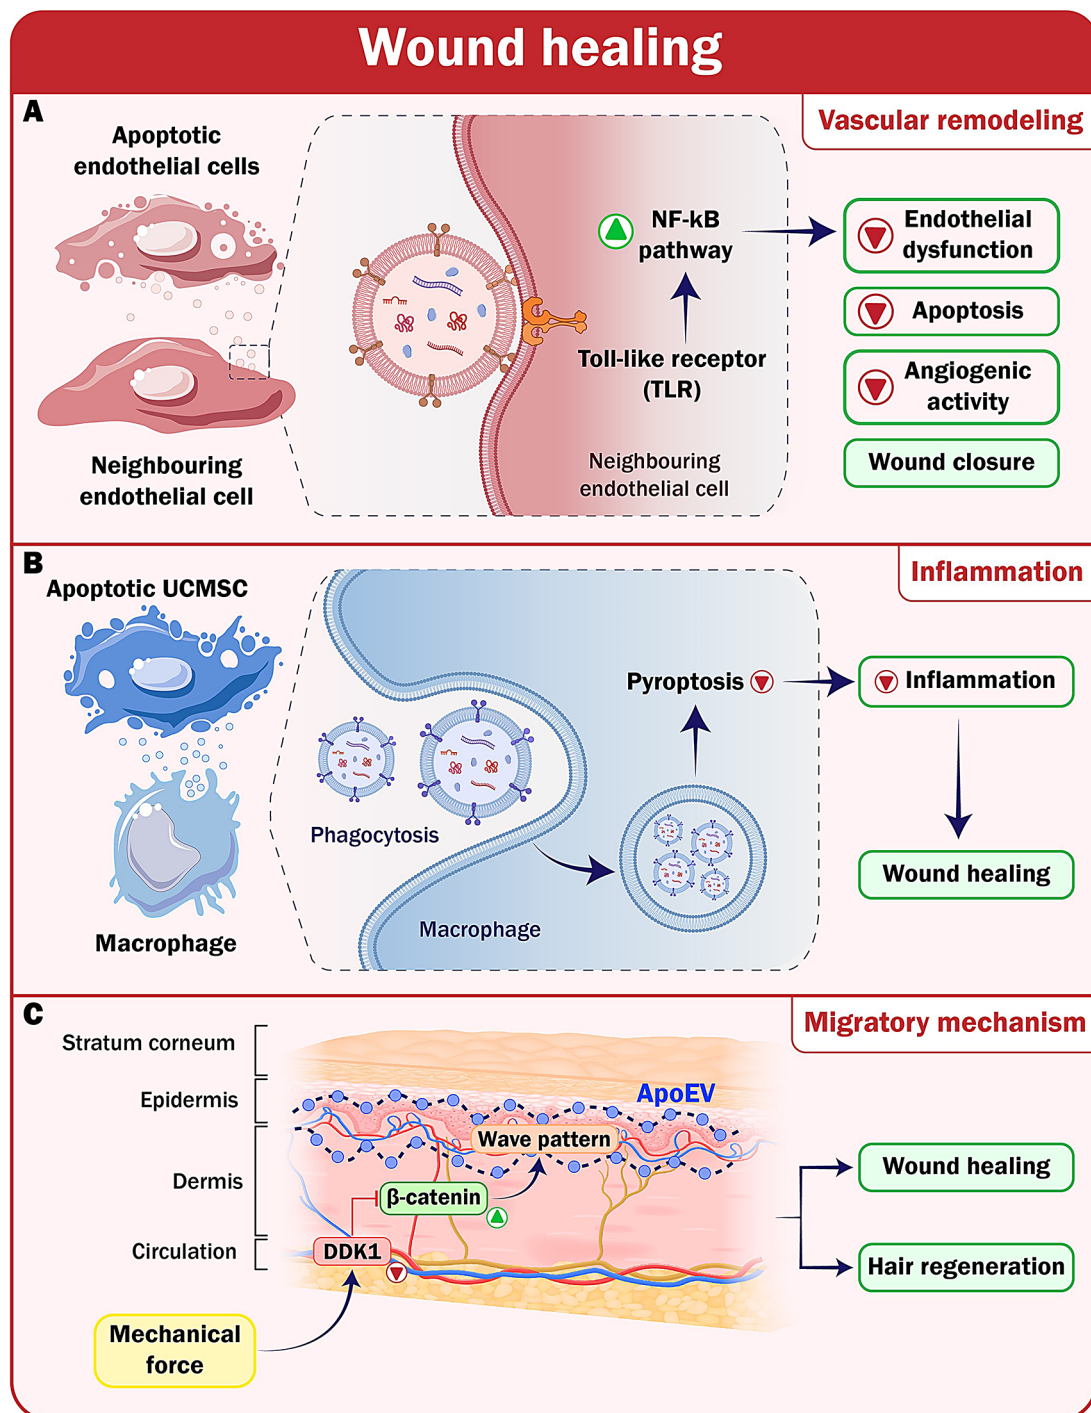 Wound healing
A
Vascular remodeling
Apoptotic
endothelial cells
Neighbouring
endothelial cell
NF-kB
pathway
Toll-like receptor
(TLR)
Neighbouring
endothelial cell
Endothelial
dysfunction
Apoptosis
Angiogenic
activity
Wound closure
B
Inflammation
Apoptotic UCMSC
Macrophage
Phagocytosis
Macrophage
Pyroptosis
Inflammation
Wound healing
C
Migratory mechanism
Stratum corneum
Epidermis
Dermis
Circulation
ApoEV
Wave pattern
β-catenin
DDK1
Mechanical
force
Wound healing
Hair regeneration